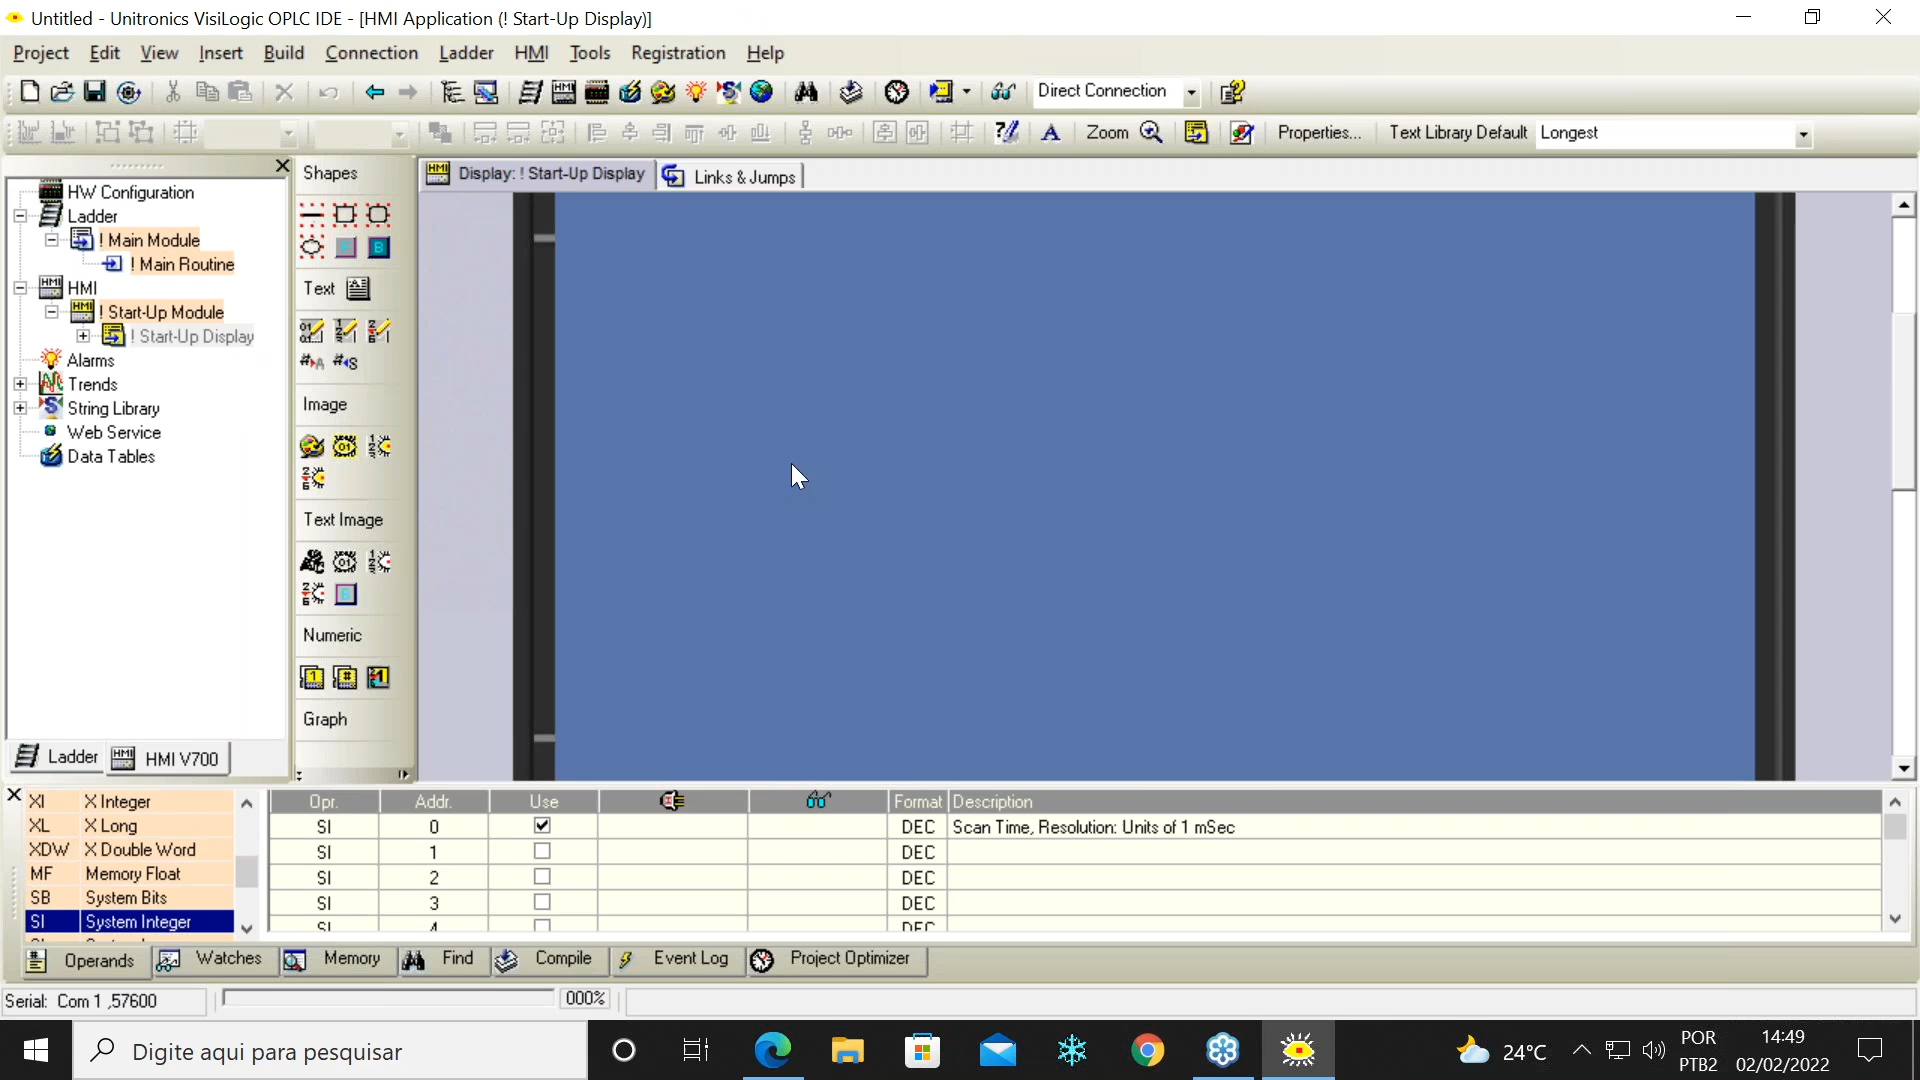 Untitled - Unitronics VisiLogic OPLC IDE - [HMI Application (! Start-Up Display)]
Project Edit View Insert Build Connection Ladder HMI Tools Registration Help
Direct Connection
Zoom Properties... Text Library Default Longest
HW Configuration
Ladder
! Main Module
! Main Routine
HMI
! Start-Up Module
! Start-Up Display
Alarms
Trends
String Library
Web Service
Data Tables
Ladder HMI V700
Shapes
Text
Image
Text Image
Numeric
Graph
Display: ! Start-Up Display Links & Jumps
XI X Integer
XL X Long
XDW X Double Word
MF Memory Float
SB System Bits
SI System Integer
Opr. Addr. Use Format Description
SI 0 DEC Scan Time, Resolution: Units of 1 mSec
SI 1 DEC
SI 2 DEC
SI 3 DEC
SI 4 DEC
Operands Watches Memory Find Compile Event Log Project Optimizer
Serial: Com 1 ,57600 000%
Digite aqui para pesquisar
24°C
POR
PTB2
14:49
02/02/2022